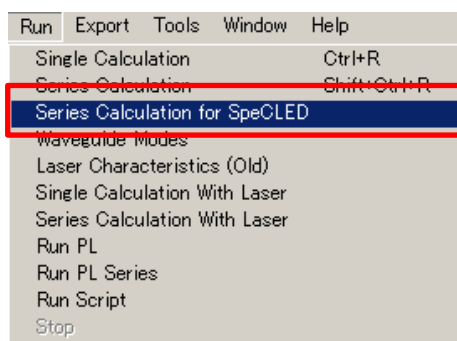 Run Export Tools Window Help
Single Calculation Ctrl+R
Series Calculation Shift+Ctrl+R
Series Calculation for SpeCLED
Waveguide Modes
Laser Characteristics (Old)
Single Calculation With Laser
Series Calculation With Laser
Run PL
Run PL Series
Run Script
Stop